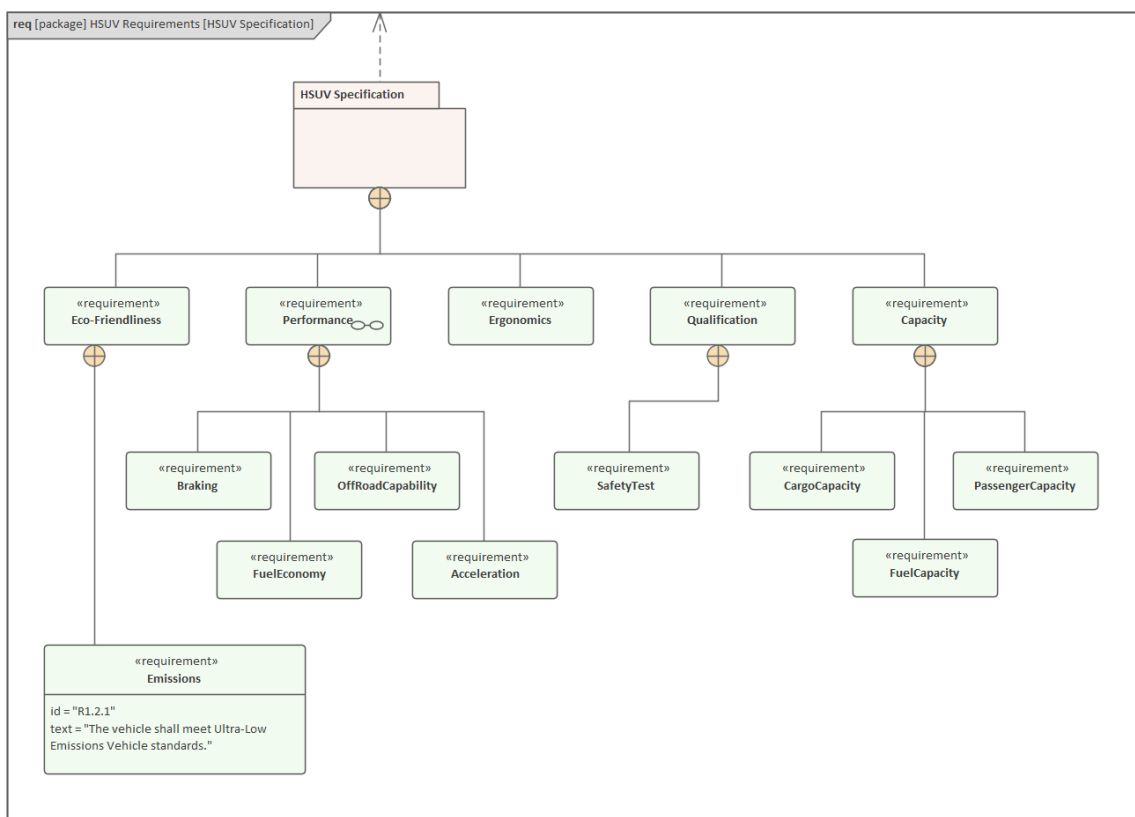 req [package] HSUV Requirements [HSUV Specification]
HSUV Specification
«requirement»
Eco-Friendliness
«requirement»
Performance
«requirement»
Ergonomics
«requirement»
Qualification
«requirement»
Capacity
«requirement»
Braking
«requirement»
OffRoadCapability
«requirement»
SafetyTest
«requirement»
CargoCapacity
«requirement»
PassengerCapacity
«requirement»
FuelEconomy
«requirement»
Acceleration
«requirement»
FuelCapacity
«requirement»
Emissions
id = "R1.2.1"
text = "The vehicle shall meet Ultra-Low
Emissions Vehicle standards."